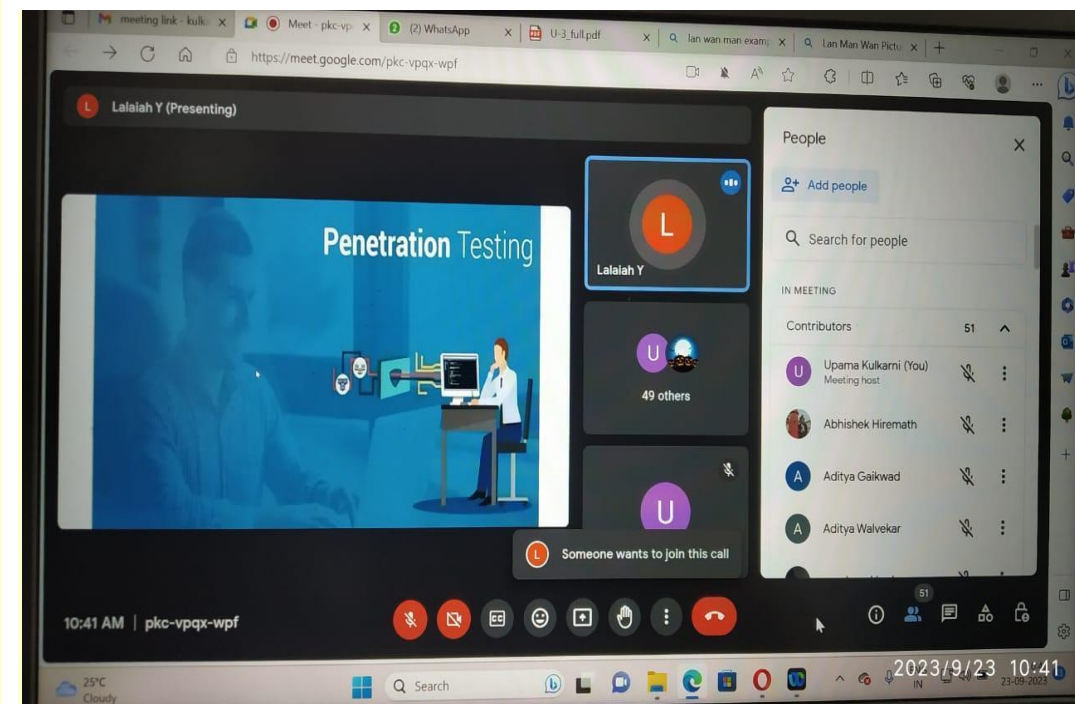 meeting link - kulk
Meet - pkc-vp
(2) WhatsApp
U-3_full.pdf
lan wan man examp
Lan Man Wan Pictu
https://meet.google.com/pkc-vpqx-wpf
L
Lalaiah Y (Presenting)
Penetration Testing
L
Lalaiah Y
U
49 others
U
L
Someone wants to join this call
People
Add people
Search for people
IN MEETING
Contributors
51
U
Upama Kulkarni (You)
Meeting host
Abhishek Hiremath
A
Aditya Gaikwad
A
Aditya Walvekar
10:41 AM | pkc-vpqx-wpf
CC
51
25°C
Cloudy
Search
IN
23-09-2023
2023/9/23 10:41